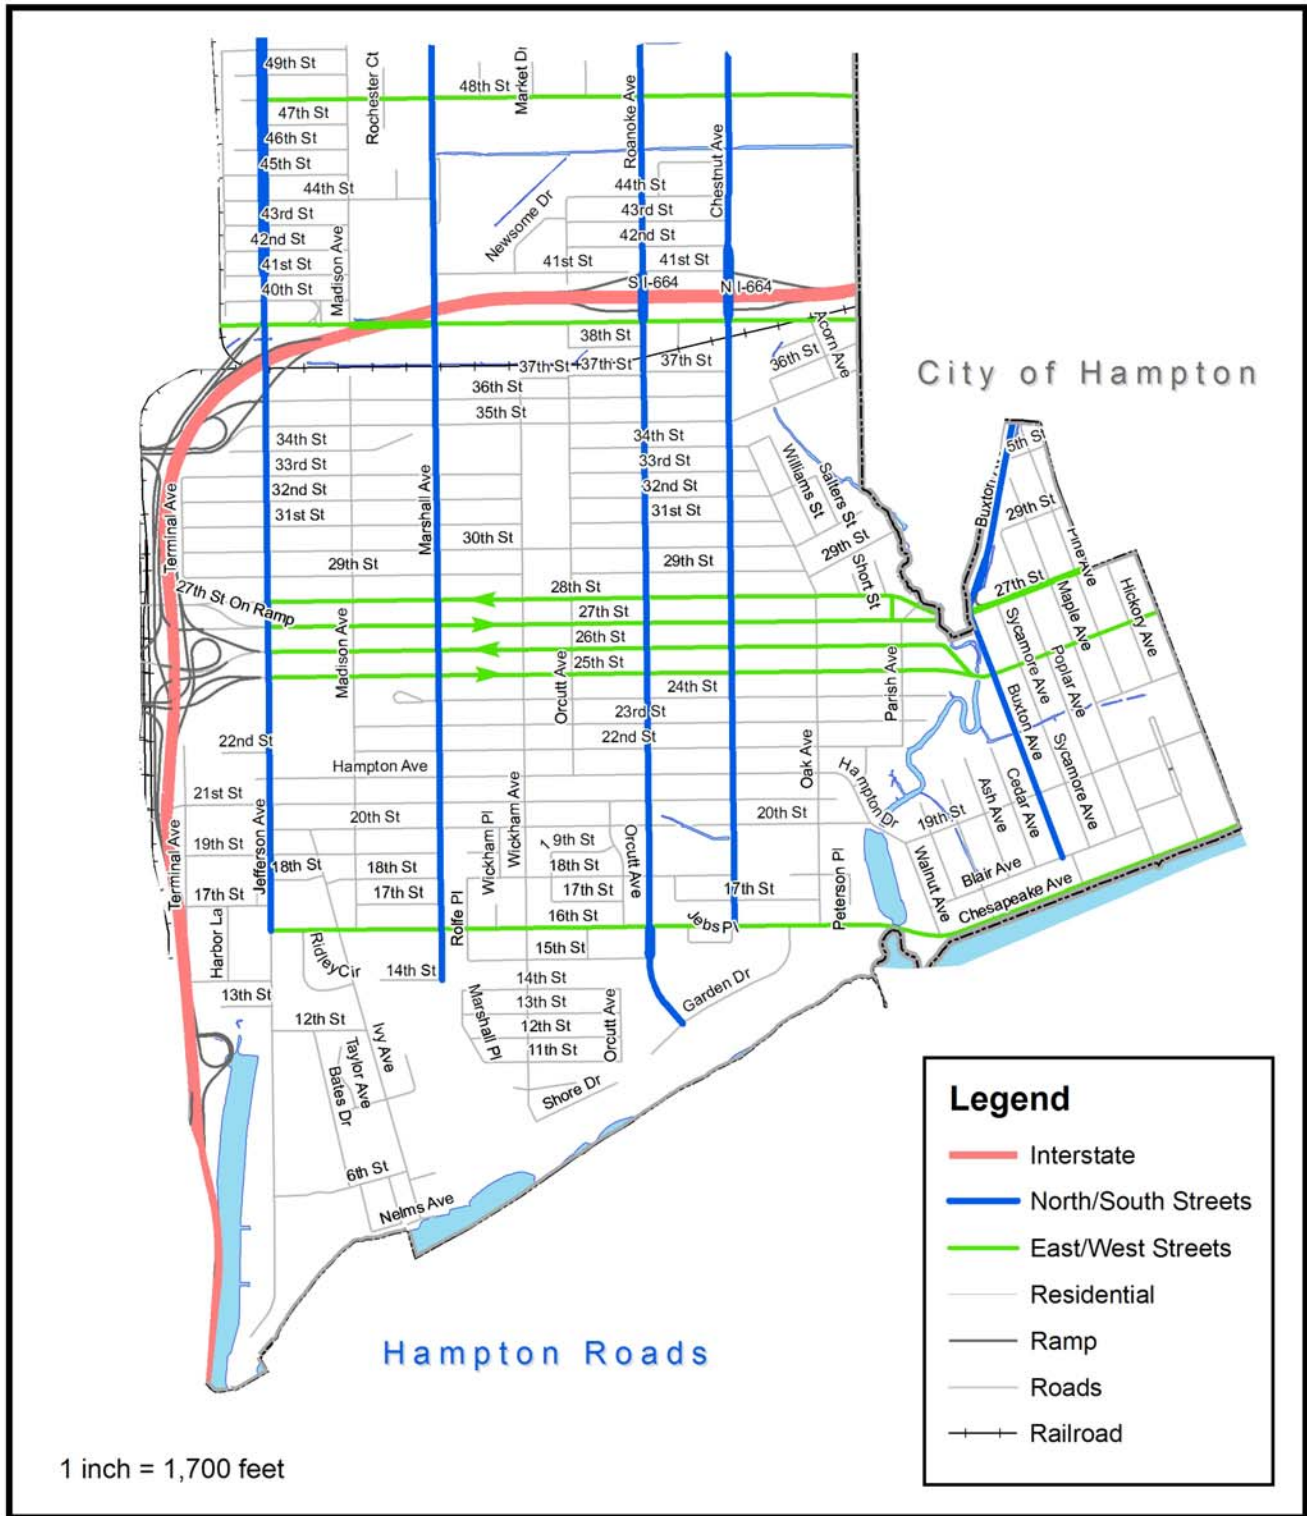 49th St
Rochester Ct
48th St
Market Dr
Roanoke Ave
47th St
46th St
45th St
Chestnut Ave
44th St
44th St
43rd St
43rd St
Newsome Dr
42nd St
42nd St
Madison Ave
41st St
41st St
41st St
40th St
S I-664
N I-664
38th St
Acorn Ave
37th St
37th St
37th St
36th St
36th St
City of Hampton
35th St
34th St
34th St
5th St
33rd St
33rd St
Williams St
Salters St
32nd St
32nd St
Buxton
31st St
31st St
29th St
Terminal Ave
Marshall Ave
30th St
29th St
Pine Ave
29th St
29th St
Short St
28th St
27th St
27th St On Ramp
27th St
Maple Ave
Hickory Ave
26th St
Madison Ave
Sycamore Ave
25th St
Orcutt Ave
Parish Ave
Poplar Ave
24th St
23rd St
Buxton Ave
22nd St
22nd St
Oak Ave
Hampton Ave
Sycamore Ave
Hampton Dr
21st St
Ash Ave
Cedar Ave
20th St
Wickham Ave
20th St
19th St
Jefferson Ave
Wickham Pl
9th St
Orcutt Ave
19th St
Terminal Ave
18th St
18th St
18th St
Walnut Ave
Blair Ave
17th St
17th St
17th St
17th St
Peterson Pl
Chesapeake Ave
Harbor La
Rolfe Pl
16th St
Jebs Pl
Ridley Cir
15th St
14th St
14th St
Garden Dr
13th St
Marshall Pl
13th St
Orcutt Ave
12th St
Ivy Ave
12th St
Taylor Ave
11th St
Bates Dr
Shore Dr
6th St
Nelms Ave
Hampton Roads
Legend
Interstate
North/South Streets
East/West Streets
Residential
Ramp
Roads
Railroad
1 inch = 1,700 feet